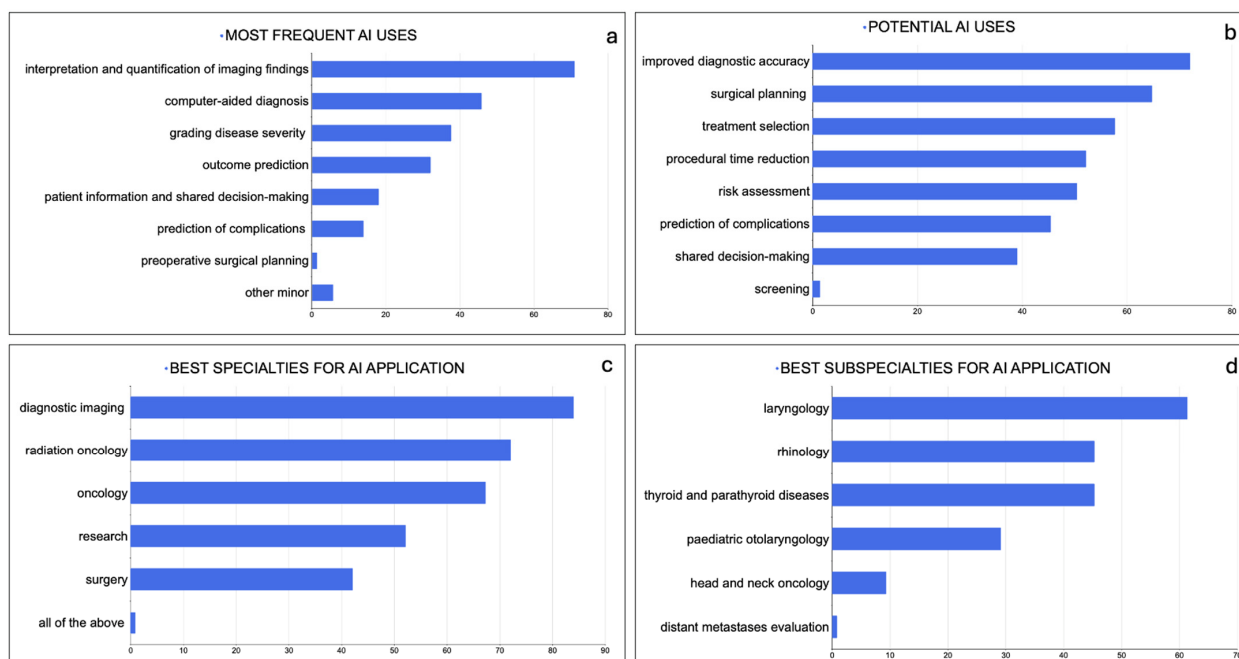 •MOST FREQUENT AI USES
a
interpretation and quantification of imaging findings
computer-aided diagnosis
grading disease severity
outcome prediction
patient information and shared decision-making
prediction of complications
preoperative surgical planning
other minor
0 20 40 60 80
•POTENTIAL AI USES
b
improved diagnostic accuracy
surgical planning
treatment selection
procedural time reduction
risk assessment
prediction of complications
shared decision-making
screening
0 20 40 60 80
•BEST SPECIALTIES FOR AI APPLICATION
c
diagnostic imaging
radiation oncology
oncology
research
surgery
all of the above
0 10 20 30 40 50 60 70 80 90
•BEST SUBSPECIALTIES FOR AI APPLICATION
d
laryngology
rhinology
thyroid and parathyroid diseases
paediatric otolaryngology
head and neck oncology
distant metastases evaluation
0 10 20 30 40 50 60 70